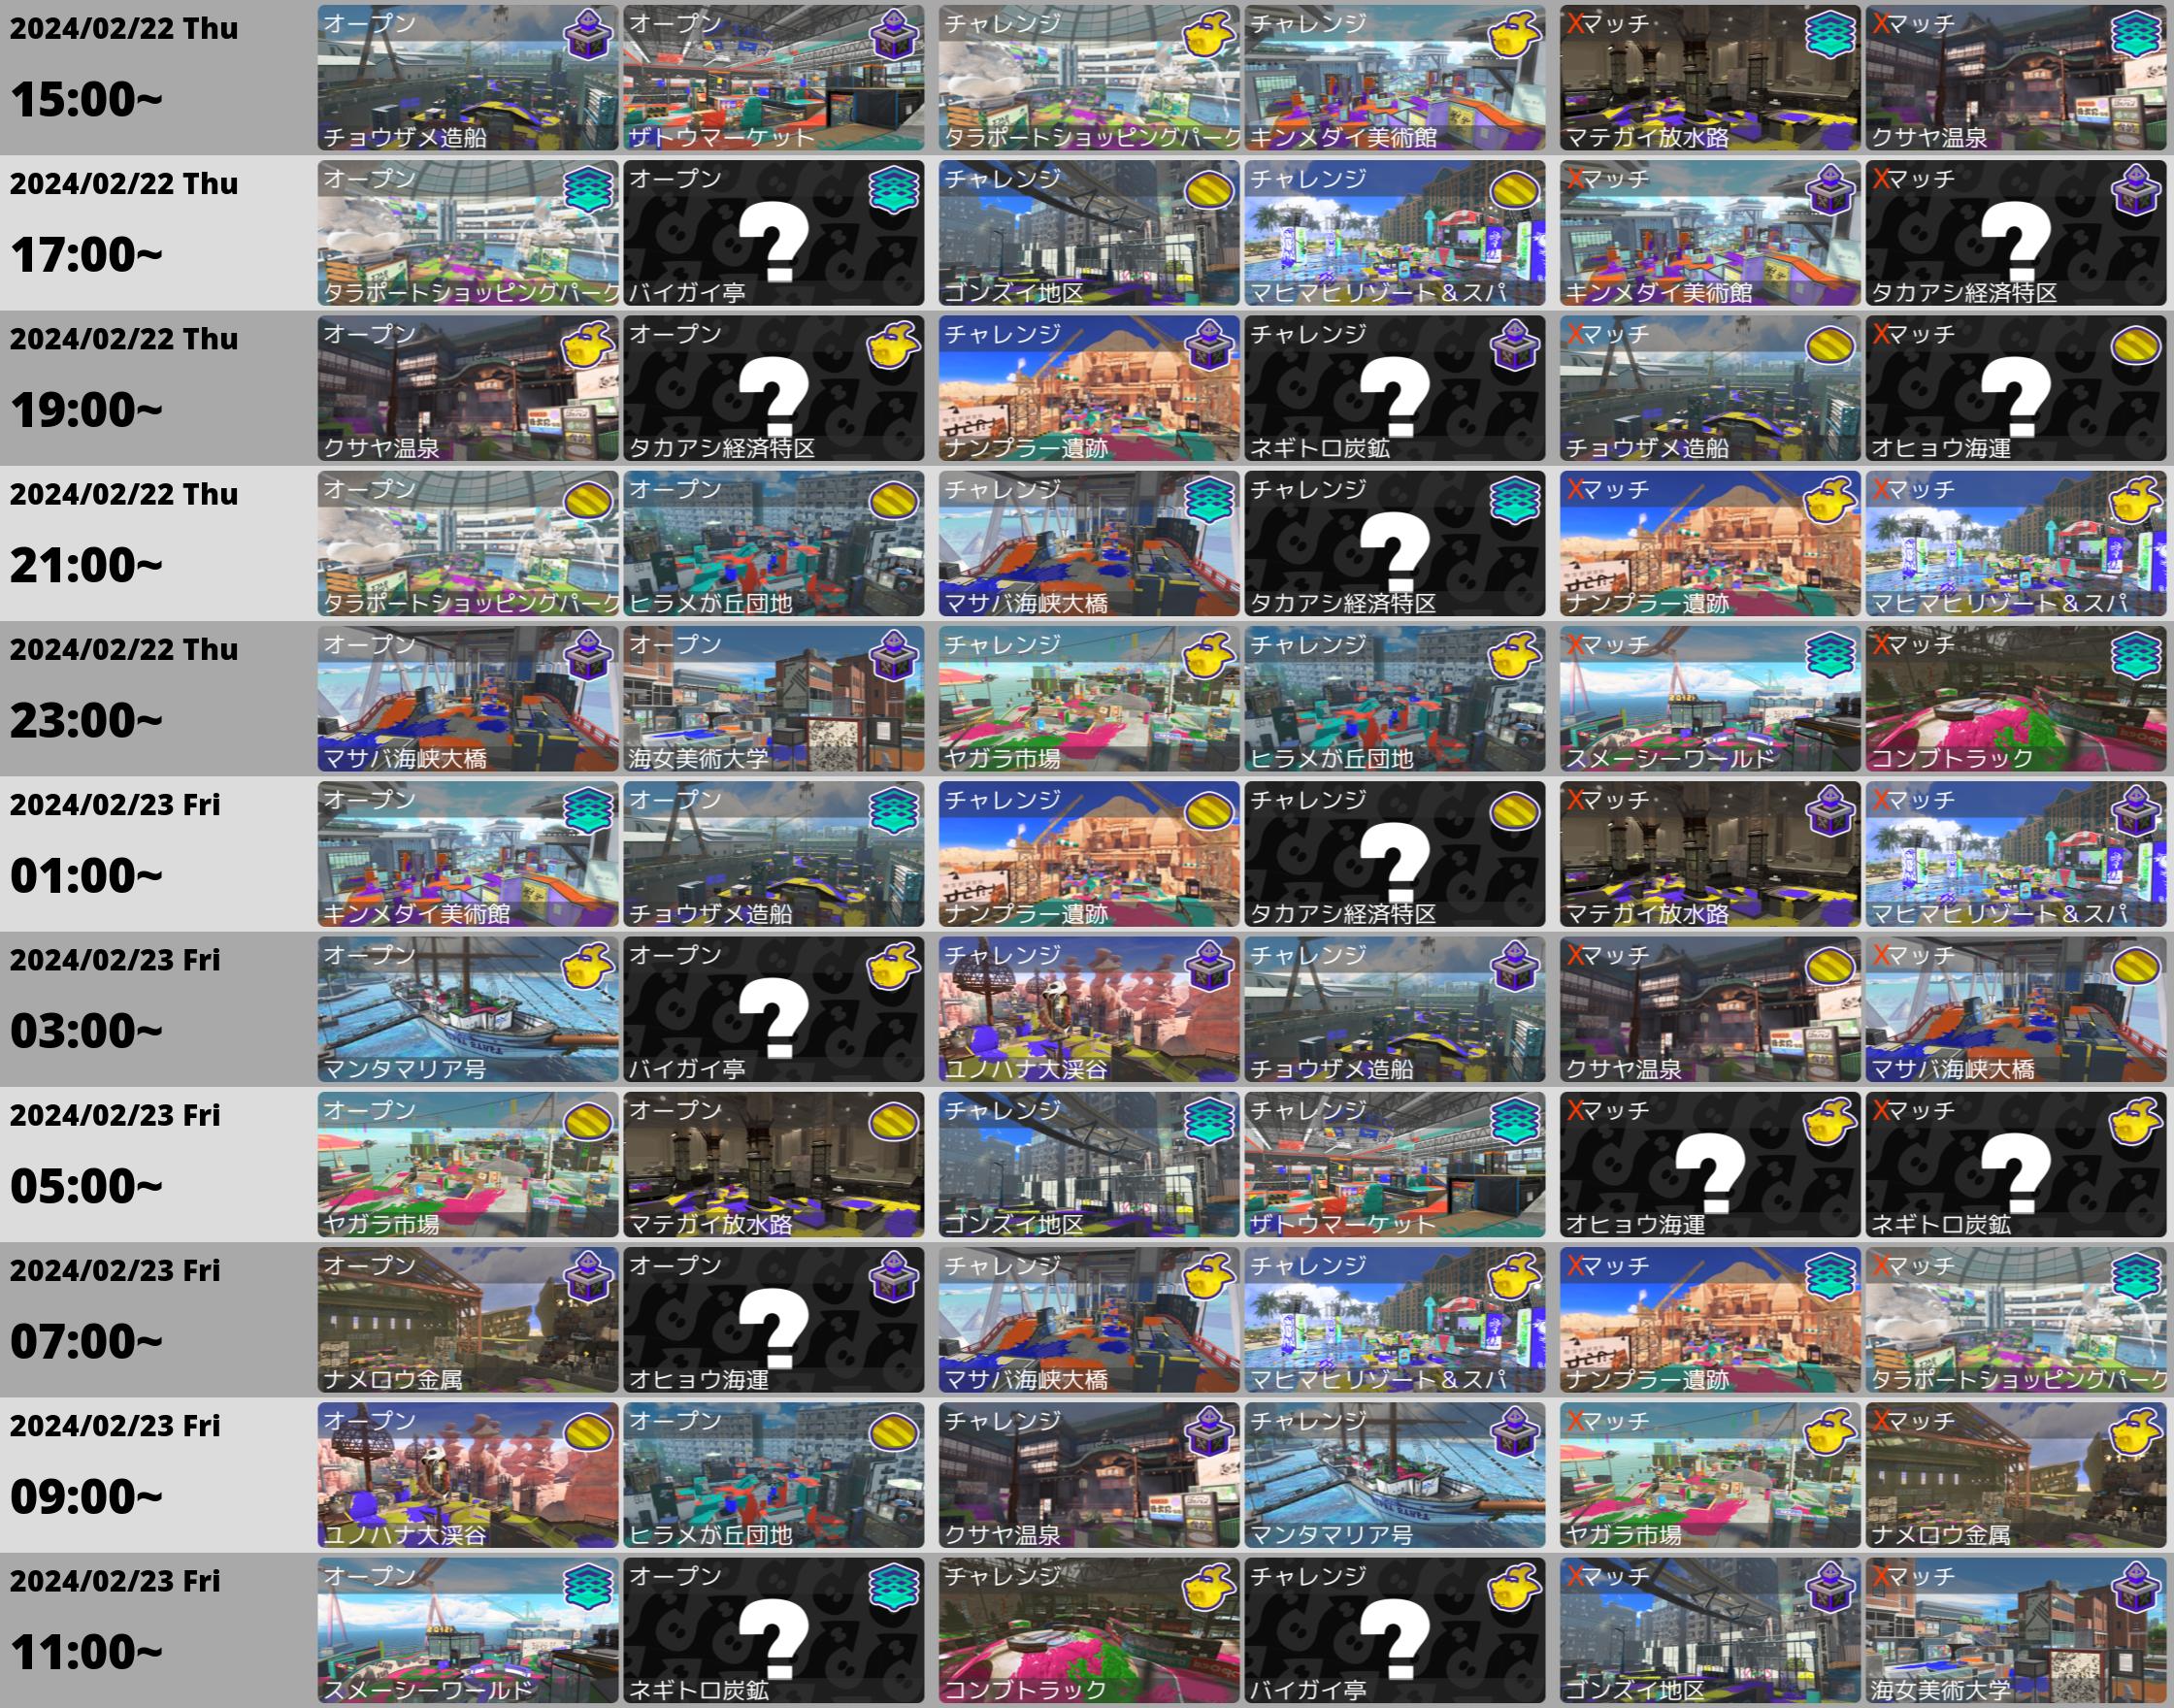 2024/02/22 Thu
15:00~
オープン
チョウザメ造船
オープン
ザトウマーケット
チャレンジ
タラポートショッピングパーク
チャレンジ
キンメダイ美術館
Xマッチ
マテガイ放水路
Xマッチ
クサヤ温泉
2024/02/22 Thu
17:00~
オープン
タラポートショッピングパーク
オープン
?
バイガイ亭
チャレンジ
ゴンズイ地区
チャレンジ
マヒマヒリゾート＆スパ
Xマッチ
キンメダイ美術館
Xマッチ
?
タカアシ経済特区
2024/02/22 Thu
19:00~
オープン
クサヤ温泉
オープン
?
タカアシ経済特区
チャレンジ
ナンプラー遺跡
チャレンジ
?
ネギトロ炭鉱
Xマッチ
チョウザメ造船
Xマッチ
?
オヒョウ海運
2024/02/22 Thu
21:00~
オープン
タラポートショッピングパーク
オープン
ヒラメが丘団地
チャレンジ
マサバ海峡大橋
チャレンジ
?
タカアシ経済特区
Xマッチ
ナンプラー遺跡
Xマッチ
マヒマヒリゾート＆スパ
2024/02/22 Thu
23:00~
オープン
マサバ海峡大橋
オープン
海女美術大学
チャレンジ
ヤガラ市場
チャレンジ
ヒラメが丘団地
Xマッチ
スメーシーワールド
Xマッチ
コンブトラック
2024/02/23 Fri
01:00~
オープン
キンメダイ美術館
オープン
チョウザメ造船
チャレンジ
ナンプラー遺跡
チャレンジ
?
タカアシ経済特区
Xマッチ
マテガイ放水路
Xマッチ
マヒマヒリゾート＆スパ
2024/02/23 Fri
03:00~
オープン
マンタマリア号
オープン
?
バイガイ亭
チャレンジ
ユノハナ大渓谷
チャレンジ
チョウザメ造船
Xマッチ
クサヤ温泉
Xマッチ
マサバ海峡大橋
2024/02/23 Fri
05:00~
オープン
ヤガラ市場
オープン
マテガイ放水路
チャレンジ
ゴンズイ地区
チャレンジ
ザトウマーケット
Xマッチ
?
オヒョウ海運
Xマッチ
?
ネギトロ炭鉱
2024/02/23 Fri
07:00~
オープン
ナメロウ金属
オープン
?
オヒョウ海運
チャレンジ
マサバ海峡大橋
チャレンジ
マヒマヒリゾート＆スパ
Xマッチ
ナンプラー遺跡
Xマッチ
タラポートショッピングパーク
2024/02/23 Fri
09:00~
オープン
ユノハナ大渓谷
オープン
ヒラメが丘団地
チャレンジ
クサヤ温泉
チャレンジ
マンタマリア号
Xマッチ
ヤガラ市場
Xマッチ
ナメロウ金属
2024/02/23 Fri
11:00~
オープン
スメーシーワールド
オープン
?
ネギトロ炭鉱
チャレンジ
コンブトラック
チャレンジ
?
バイガイ亭
Xマッチ
ゴンズイ地区
Xマッチ
海女美術大学